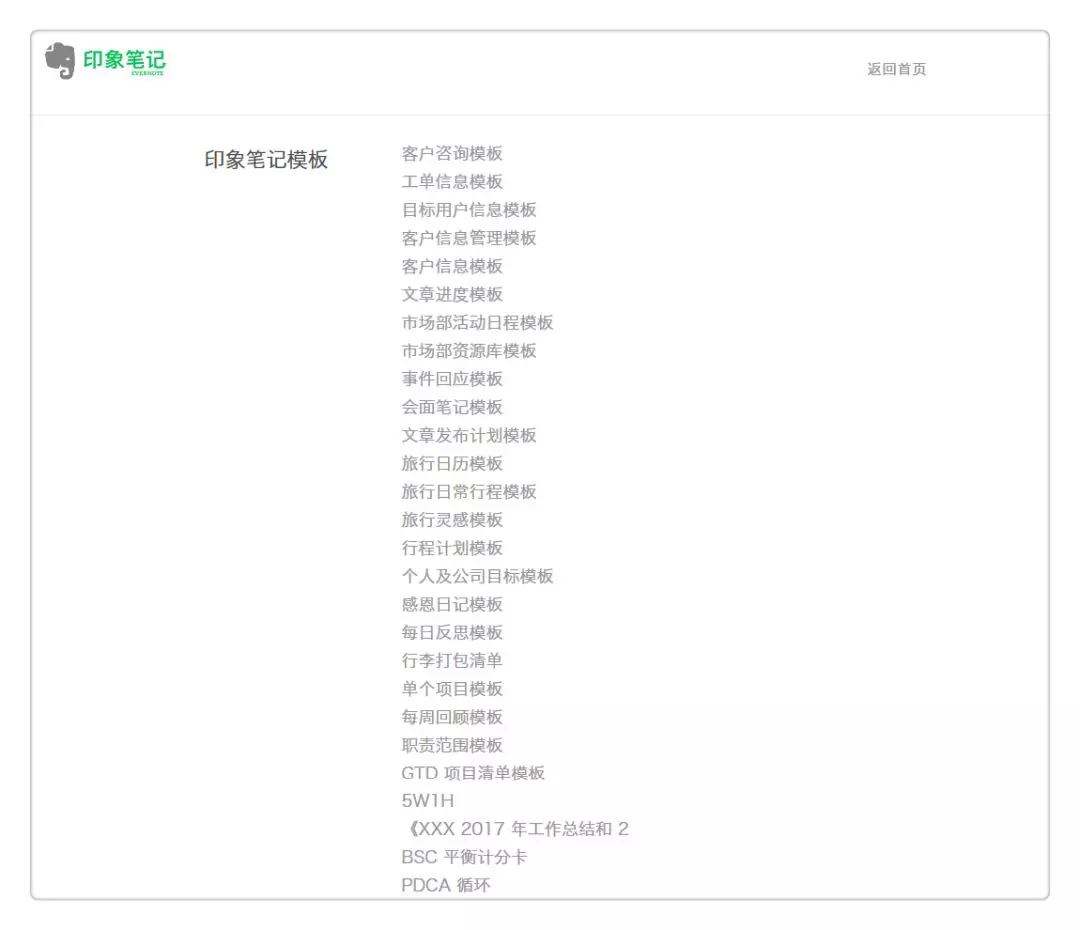 印象笔记
EVERNOTE
返回首页
印象笔记模板
客户咨询模板
工单信息模板
目标用户信息模板
客户信息管理模板
客户信息模板
文章进度模板
市场部活动日程模板
市场部资源库模板
事件回应模板
会面笔记模板
文章发布计划模板
旅行日历模板
旅行日常行程模板
旅行灵感模板
行程计划模板
个人及公司目标模板
感恩日记模板
每日反思模板
行李打包清单
单个项目模板
每周回顾模板
职责范围模板
GTD 项目清单模板
5W1H
《XXX 2017 年工作总结和 2
BSC 平衡计分卡
PDCA 循环